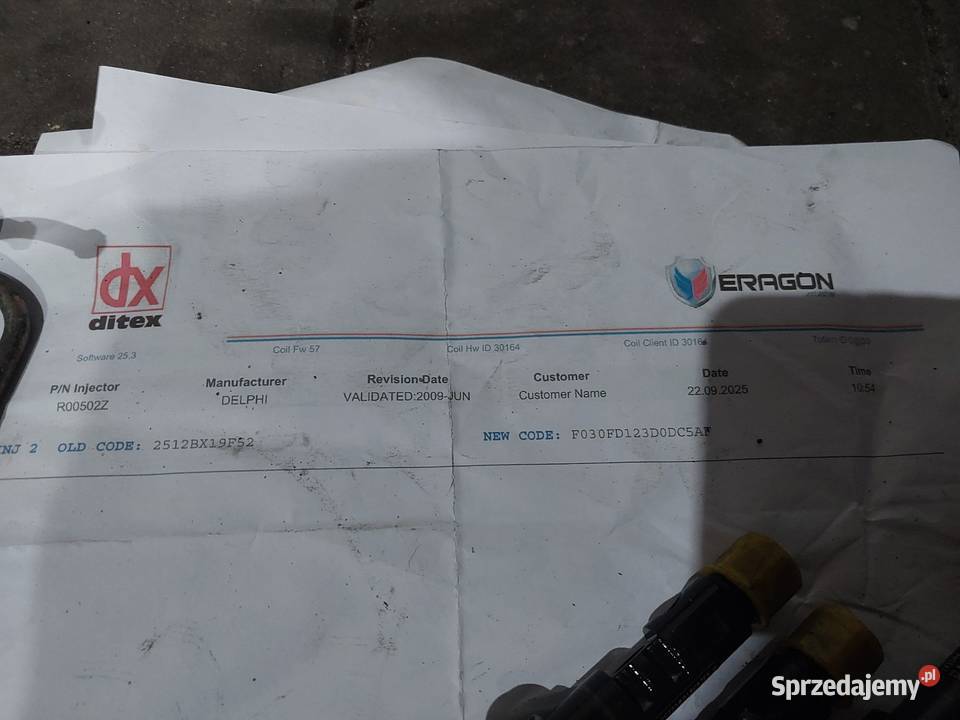 dx
ditex
ERAGON
Software 25.3
Coil Fw 57 Coil Hw ID 30164 Coil Client ID 3016
P/N Injector Manufacturer Revision Date Customer Date Time
R00502Z DELPHI VALIDATED:2009-JUN Customer Name 22.09.2025 10:54
INJ 2 OLD CODE: 2512BX19F52 NEW CODE: F030FD123D0DC5AF
Sprzedajemy.pl